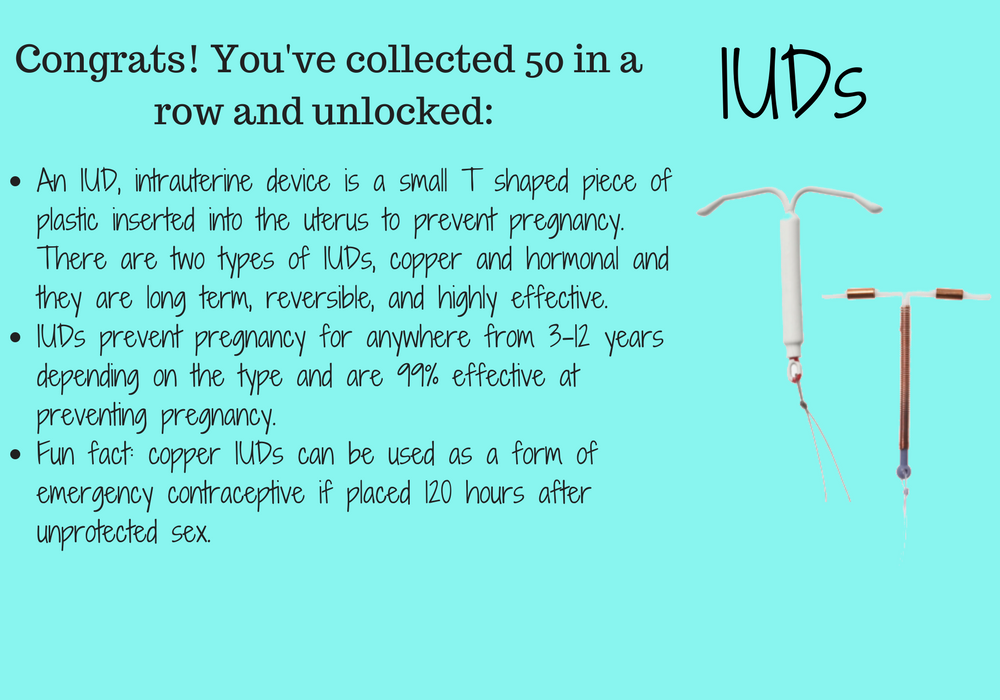 Congrats! You've collected 50 in a
row and unlocked:
IUDs
• An IUD, intrauterine device is a small T shaped piece of
plastic inserted into the uterus to prevent pregnancy.
There are two types of IUDs, copper and hormonal and
they are long term, reversible, and highly effective.
• IUDs prevent pregnancy for anywhere from 3-12 years
depending on the type and are 99% effective at
preventing pregnancy.
• Fun fact: copper IUDs can be used as a form of
emergency contraceptive if placed 120 hours after
unprotected sex.